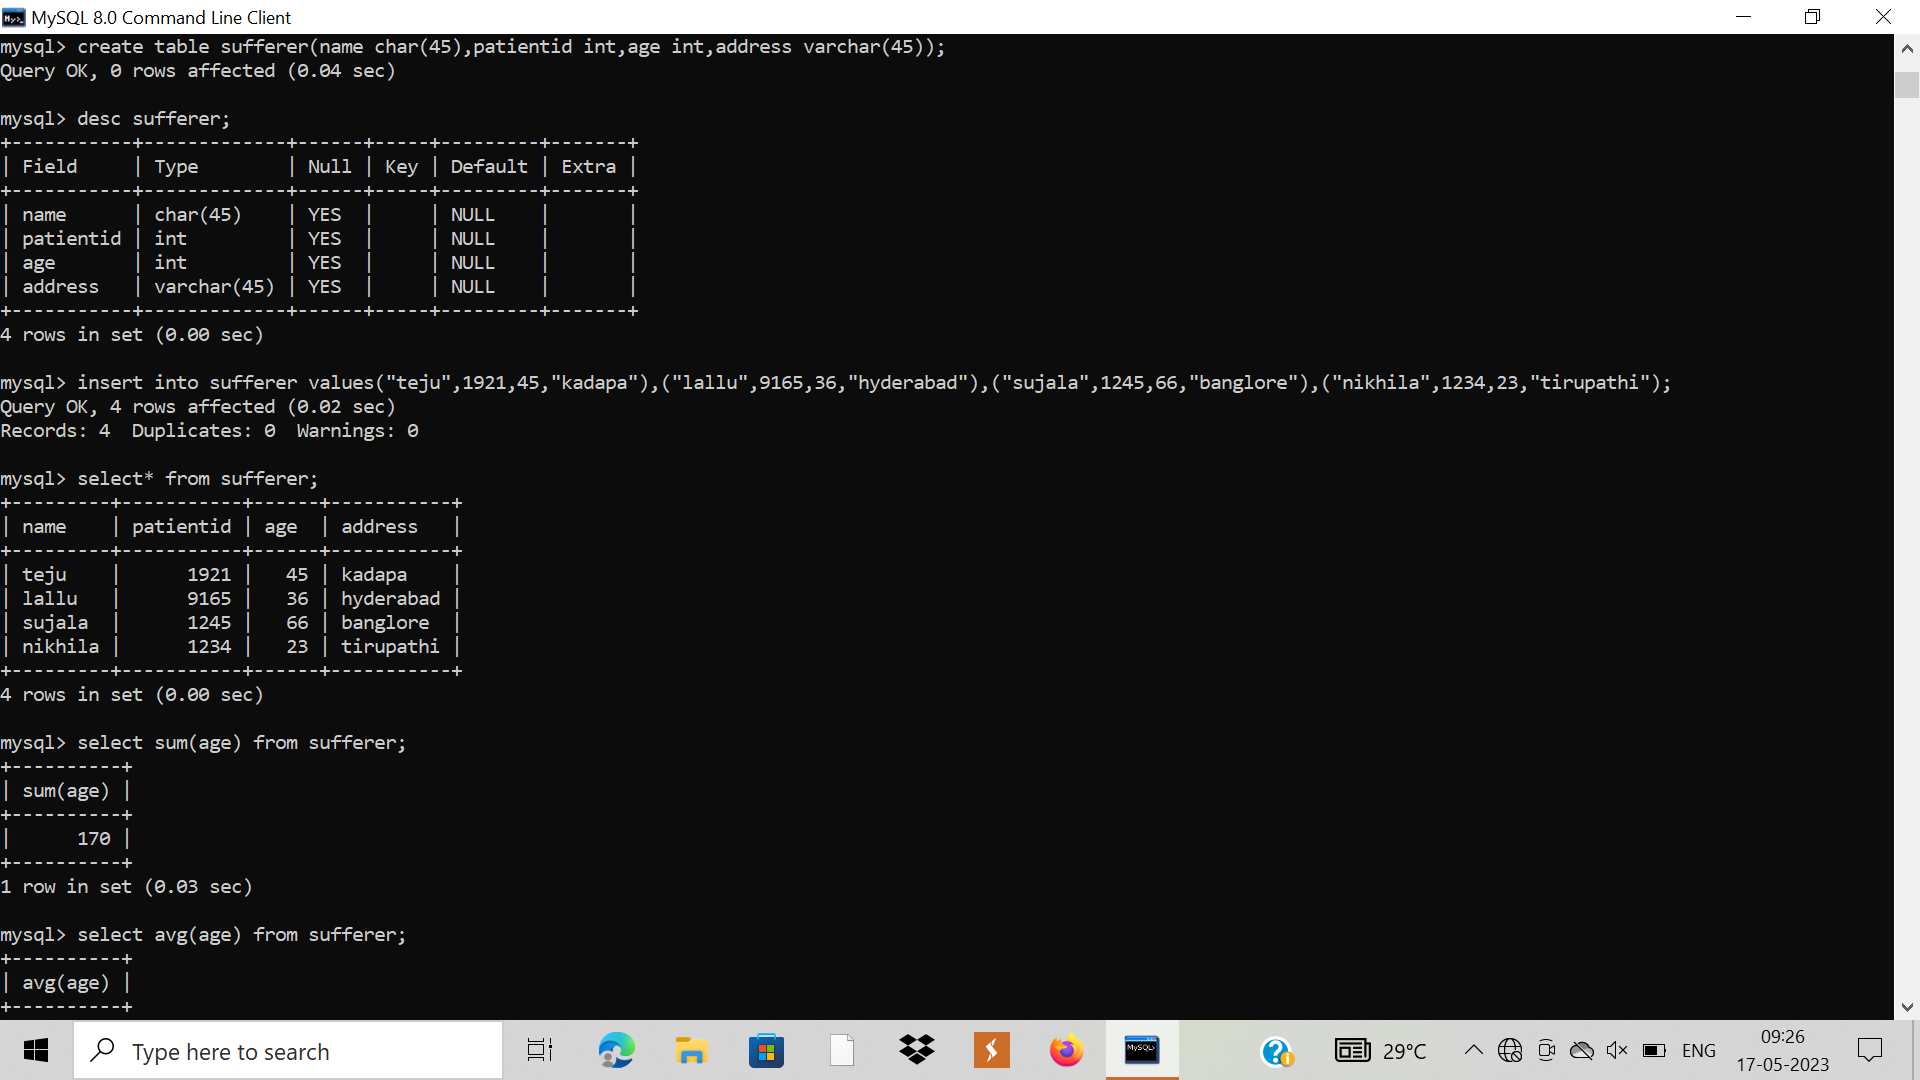 MySQL 8.0 Command Line Client
mysql> create table sufferer(name char(45),patientid int,age int,address varchar(45));
Query OK, 0 rows affected (0.04 sec)

mysql> desc sufferer;
+-----------+-------------+------+-----+---------+-------+
| Field     | Type        | Null | Key | Default | Extra |
+-----------+-------------+------+-----+---------+-------+
| name      | char(45)    | YES  |     | NULL    |       |
| patientid | int         | YES  |     | NULL    |       |
| age       | int         | YES  |     | NULL    |       |
| address   | varchar(45) | YES  |     | NULL    |       |
+-----------+-------------+------+-----+---------+-------+
4 rows in set (0.00 sec)

mysql> insert into sufferer values("teju",1921,45,"kadapa"),("lallu",9165,36,"hyderabad"),("sujala",1245,66,"banglore"),("nikhila",1234,23,"tirupathi");
Query OK, 4 rows affected (0.02 sec)
Records: 4  Duplicates: 0  Warnings: 0

mysql> select* from sufferer;
+---------+-----------+------+-----------+
| name    | patientid | age  | address   |
+---------+-----------+------+-----------+
| teju    |      1921 |   45 | kadapa    |
| lallu   |      9165 |   36 | hyderabad |
| sujala  |      1245 |   66 | banglore  |
| nikhila |      1234 |   23 | tirupathi |
+---------+-----------+------+-----------+
4 rows in set (0.00 sec)

mysql> select sum(age) from sufferer;
+----------+
| sum(age) |
+----------+
|      170 |
+----------+
1 row in set (0.03 sec)

mysql> select avg(age) from sufferer;
+----------+
| avg(age) |
+----------+
Type here to search
MySQL>
29°C
ENG
09:26
17-05-2023